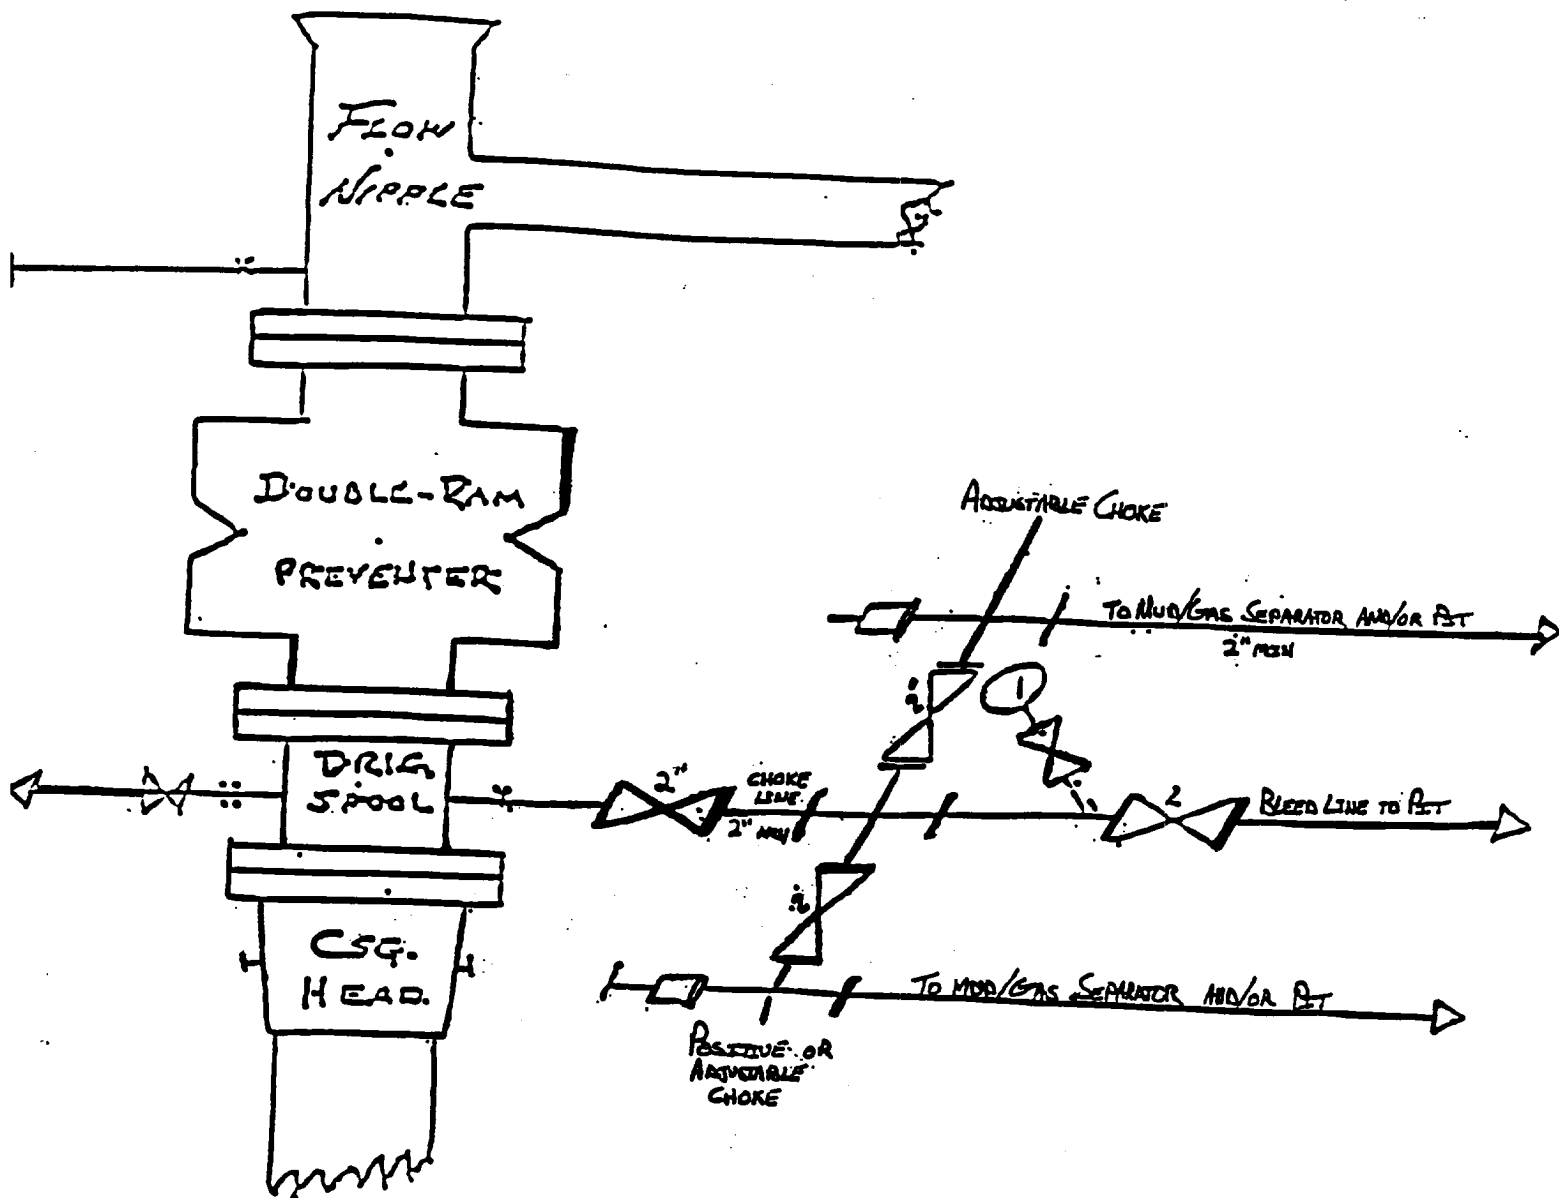 FLOW
NIPPLE
DOUBLE-RAM
PREVENTER
ADJUSTABLE CHOKE
TO MUD/GAS SEPARATOR AND/OR PIT
2" MIN
1
DRLG
SPOOL
2"
CHOKE
LINE
2" MIN
2
BLEED LINE TO PIT
CSG.
HEAD.
TO MUD/GAS SEPARATOR AND/OR PIT
POSITIVE OR
ADJUSTABLE
CHOKE